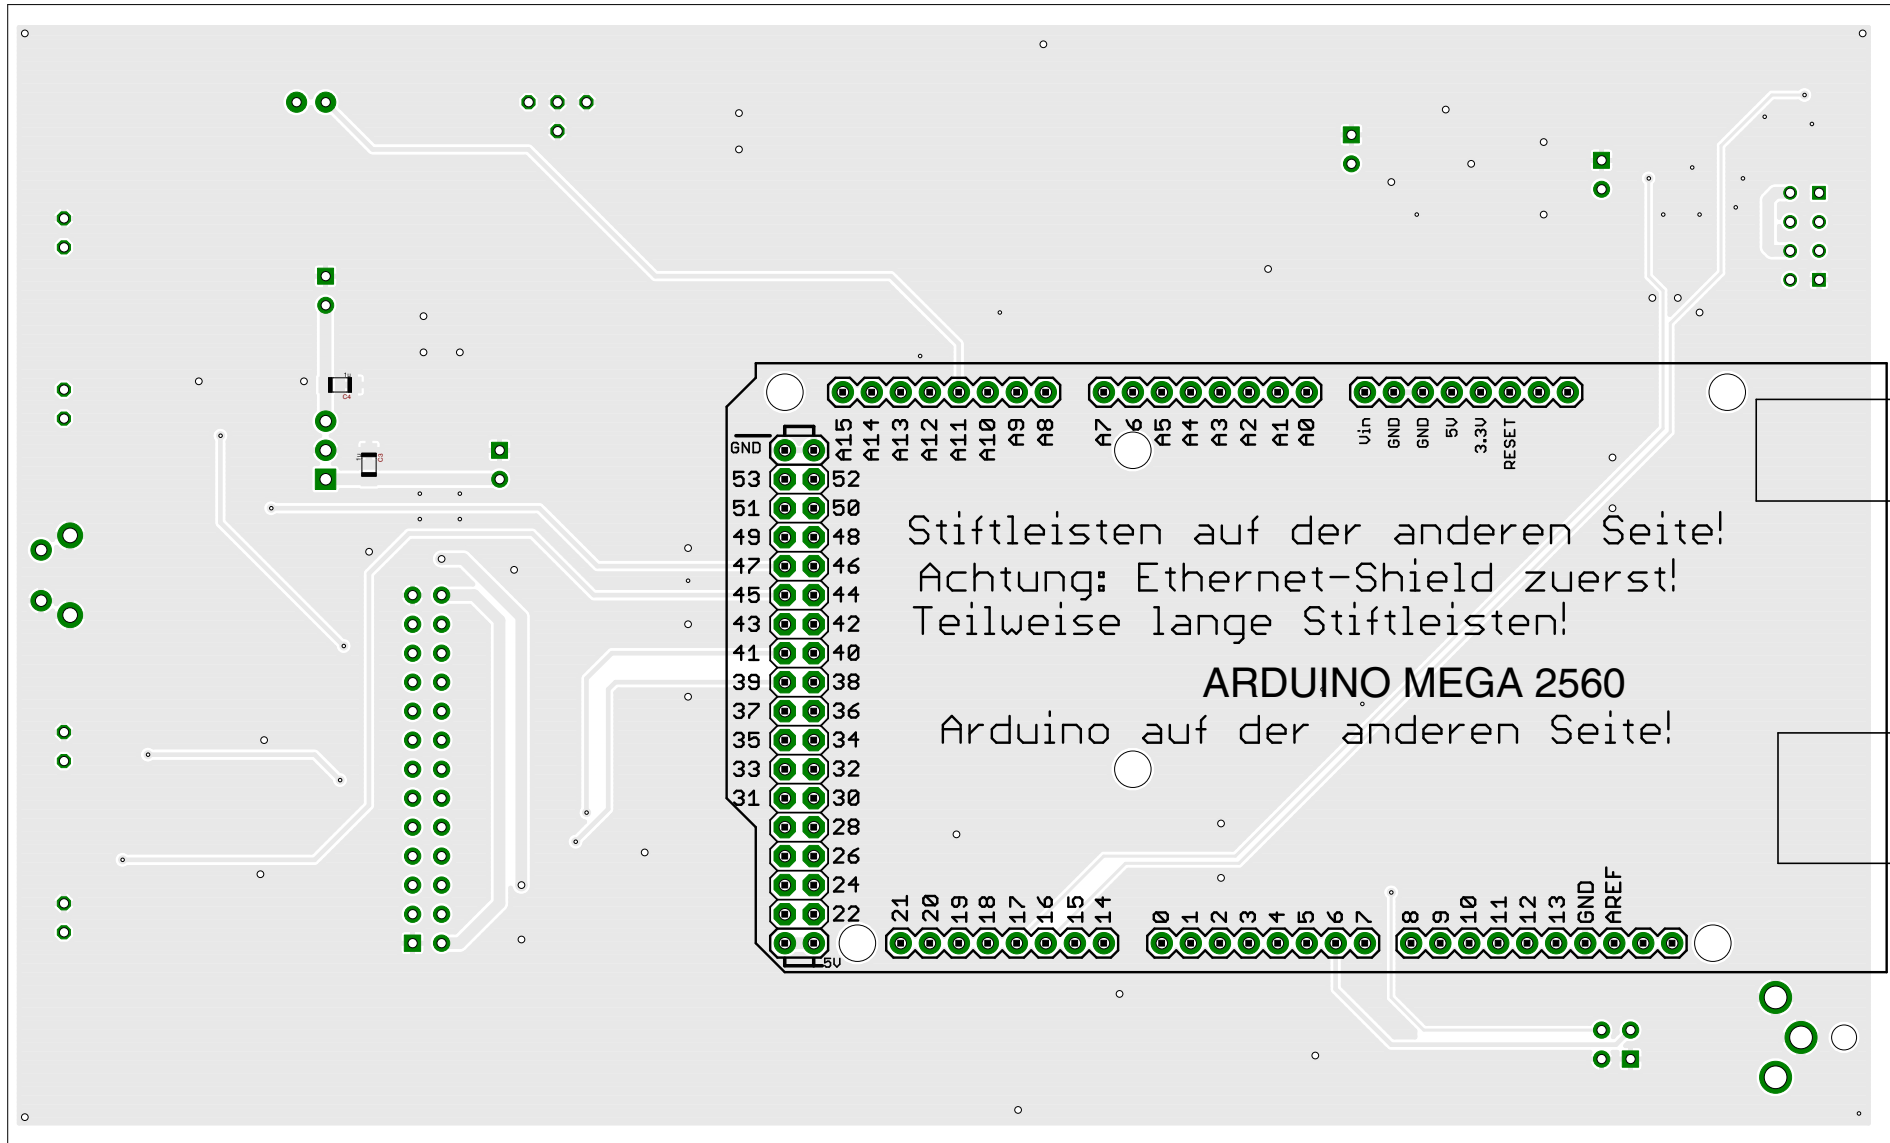 1u
C4
1u
C3
A15 A14 A13 A12 A11 A10 A9 A8 A7 6 A5 A4 A3 A2 A1 A0 Vin GND GND 5V 3.3V RESET
GND
53 52
51 50
49 48
47 46
45 44
43 42
41 40
39 38
37 36
35 34
33 32
31 30
28
26
24
22
5V
Stiftleisten auf der anderen Seite!
Achtung: Ethernet-Shield zuerst!
Teilweise lange Stiftleisten!
ARDUINO MEGA 2560
Arduino auf der anderen Seite!
21 20 19 18 17 16 15 14 0 1 2 3 4 5 6 7 8 9 10 11 12 13 GND AREF